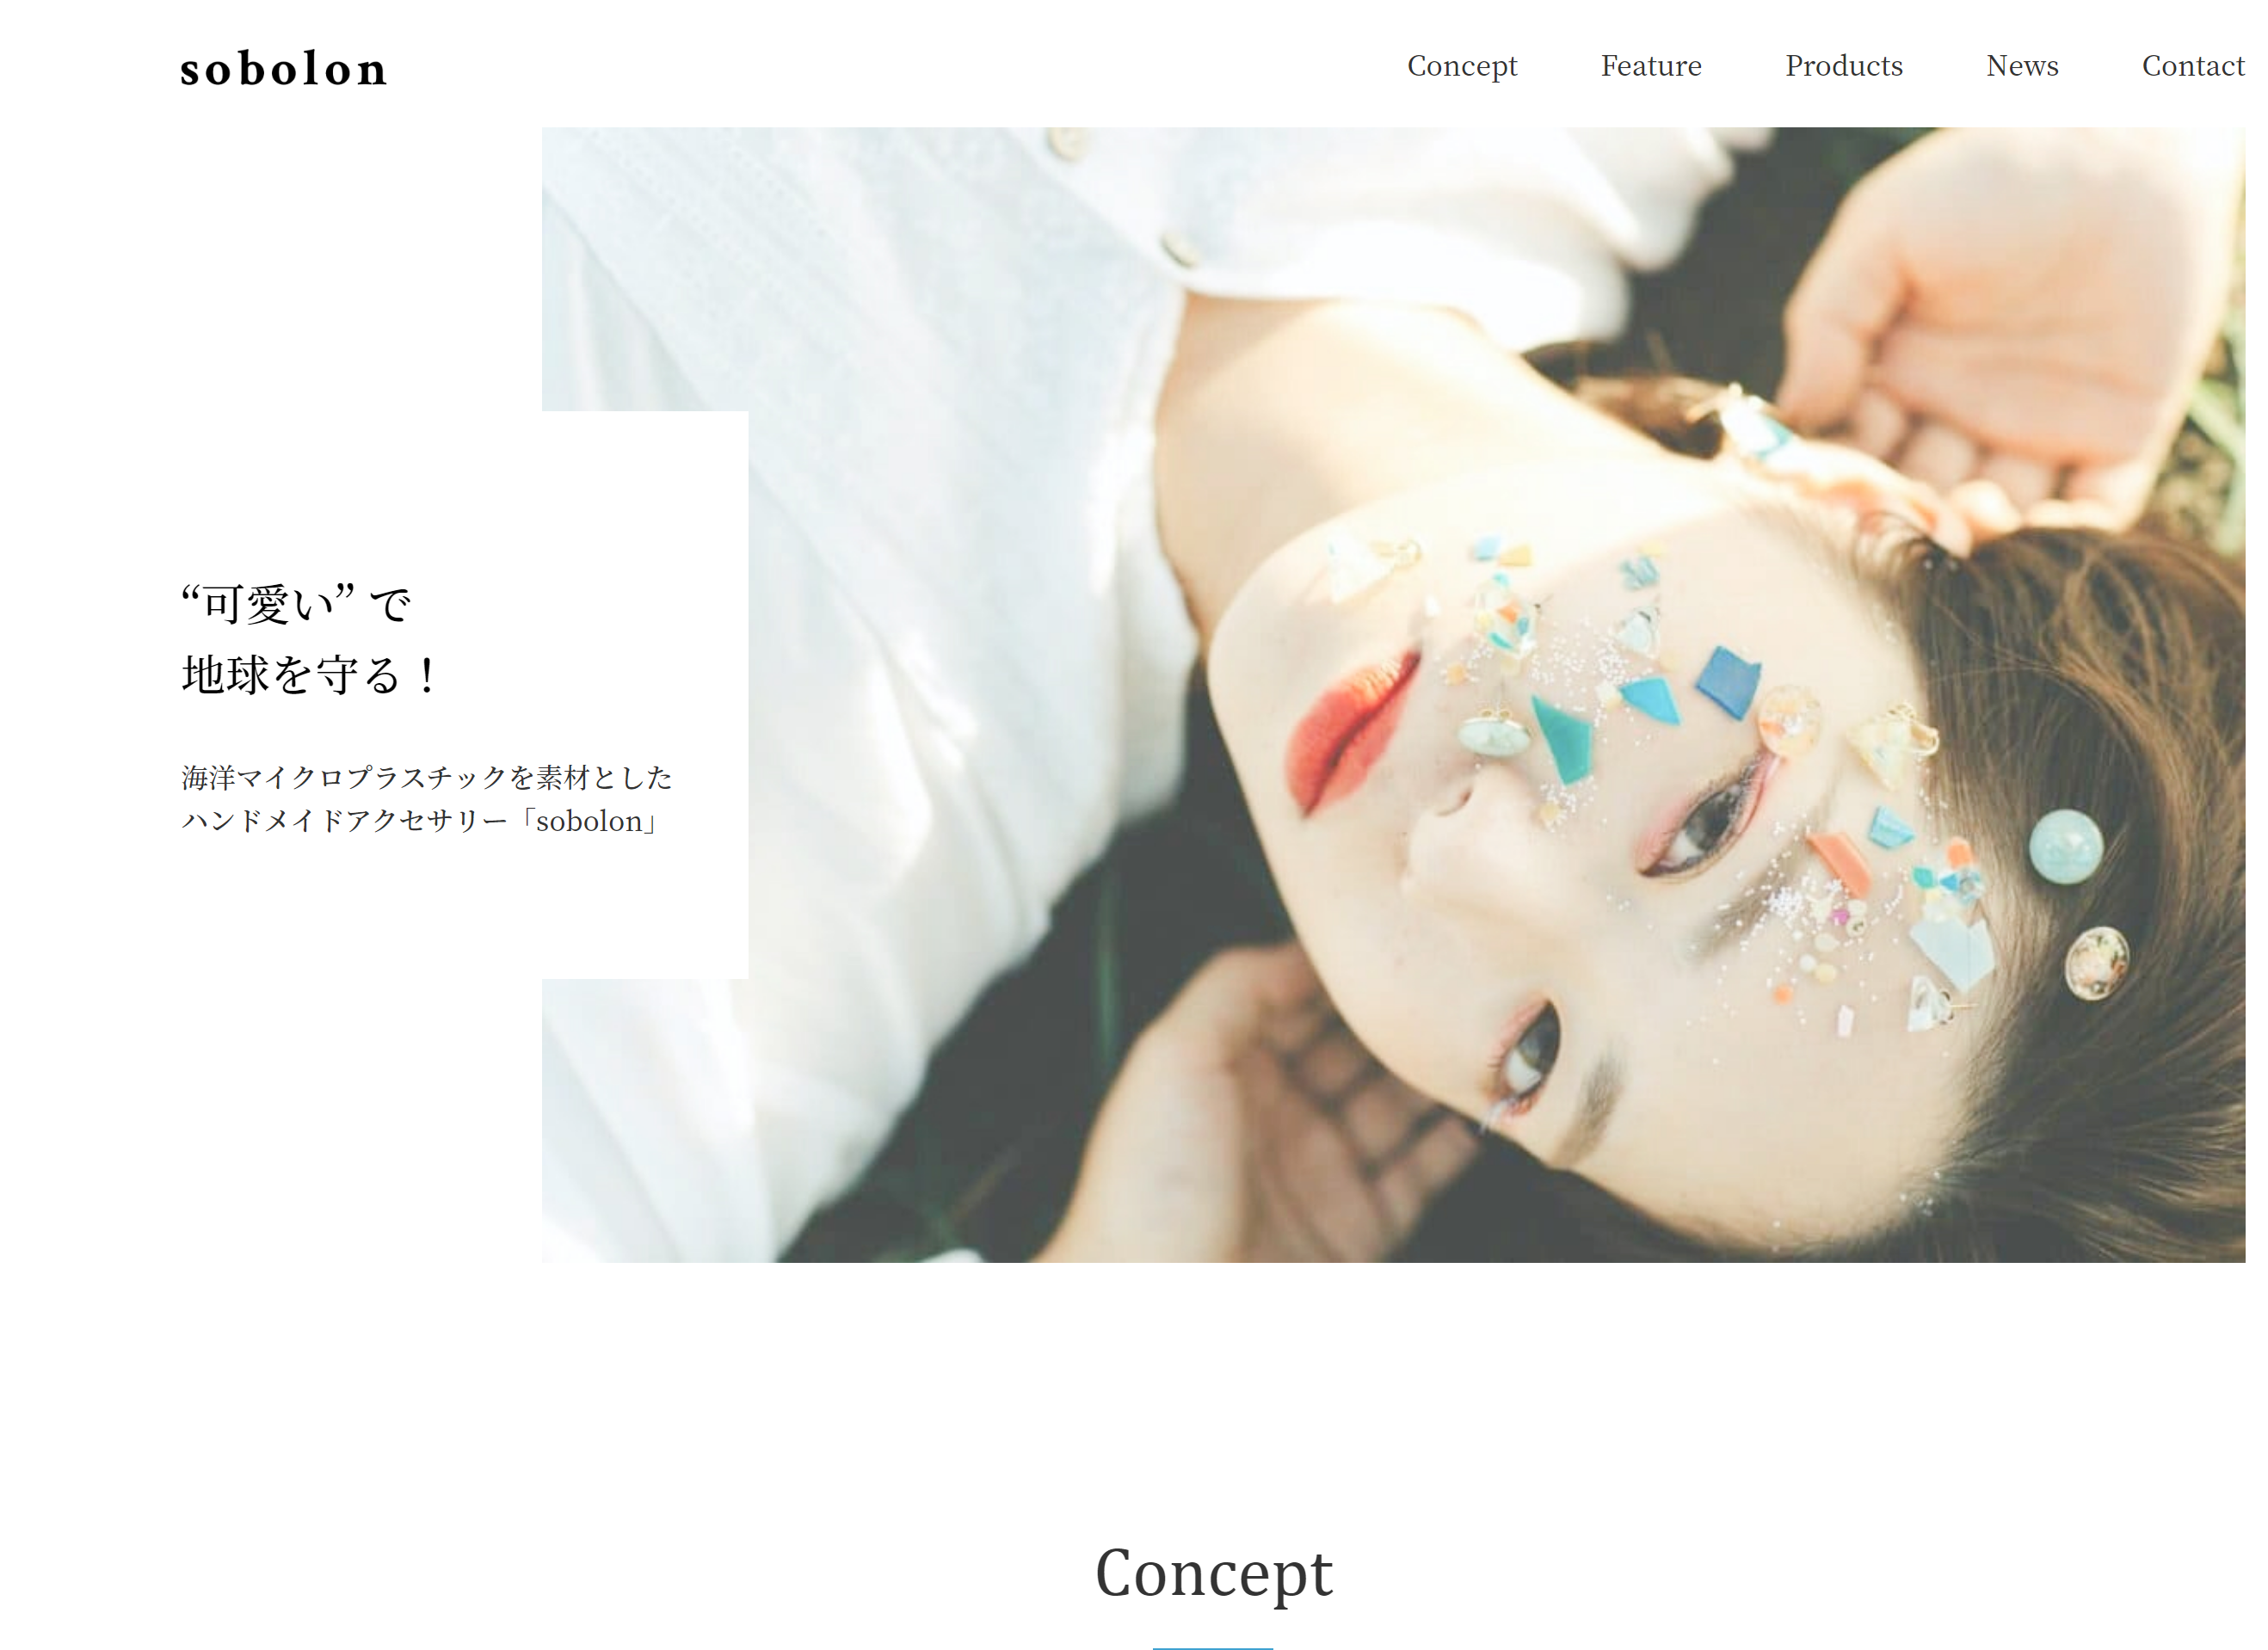 sobolon
Concept Feature Products News Contact
“可愛い” で
地球を守る！
海洋マイクロプラスチックを素材とした
ハンドメイドアクセサリー「sobolon」
Concept